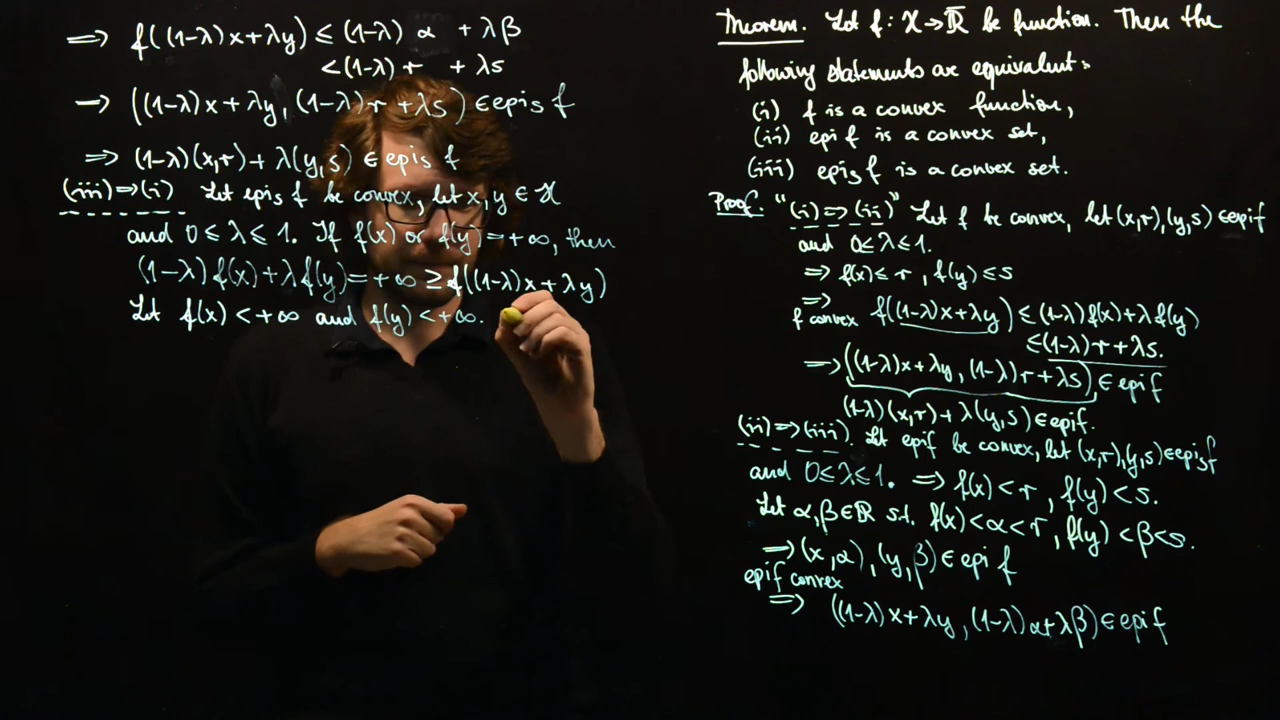 ⟹ f((1-λ)x+λy) ≤ (1-λ) α + λβ
< (1-λ) r + λs
→ ((1-λ)x+λy, (1-λ)r+λs) ∈ epis f
⟹ (1-λ)(x,r) + λ(y,s) ∈ epis f
(iii)⟹(i) Let epis f be convex, let x, y ∈ X
and 0 ≤ λ ≤ 1. If f(x) or f(y) = +∞, then
(1-λ) f(x) + λ f(y) = +∞ ≥ f((1-λ)x+λy)
Let f(x) < +∞ and f(y) < +∞.
Theorem. Let f: X→ℝ̅ be function. Then the
following statements are equivalent:
(i) f is a convex function,
(ii) epi f is a convex set,
(iii) epis f is a convex set.
Proof. "(i)⟹(ii)" Let f be convex, let (x,r),(y,s) ∈ epi f
and 0≤λ≤1.
⟹ f(x) ≤ r, f(y) ≤ s
⟹
f convex f((1-λ)x+λy) ≤ (1-λ)f(x)+λf(y)
≤ (1-λ)r+λs.
⟹ ((1-λ)x+λy, (1-λ)r+λs) ∈ epi f
(1-λ)(x,r)+λ(y,s) ∈ epi f.
(ii)⟹(iii). Let epi f be convex, let (x,r),(y,s) ∈ epis f
and 0≤λ≤1. ⟹ f(x) < r, f(y) < s.
Let α,β∈ℝ s.t. f(x)<α<r, f(y)<β<s.
⟹ (x,α), (y,β) ∈ epi f
epi f convex
⟹ ((1-λ)x+λy, (1-λ)α+λβ) ∈ epi f